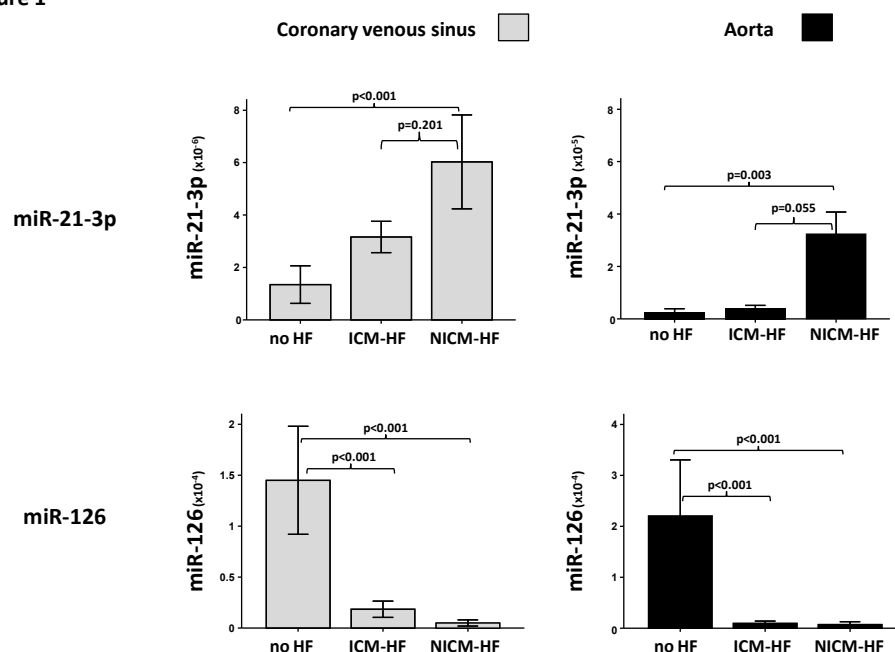 ure 1
Coronary venous sinus
Aorta
miR-21-3p
miR-21-3p (x10-6)
8
6
4
2
0
p<0.001
p=0.201
no HF ICM-HF NICM-HF
miR-21-3p (x10-5)
8
6
4
2
0
p=0.003
p=0.055
no HF ICM-HF NICM-HF
miR-126
miR-126 (x10-4)
2
1.5
1
0.5
0
p<0.001
p<0.001
no HF ICM-HF NICM-HF
miR-126 (x10-4)
4
3
2
1
0
p<0.001
p<0.001
no HF ICM-HF NICM-HF